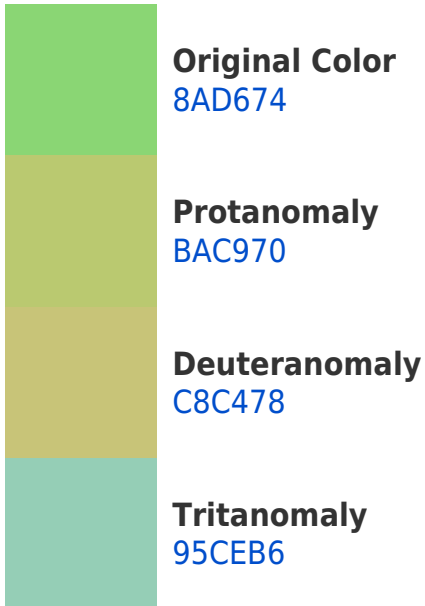 Original Color
8AD674
Protanomaly
BAC970
Deuteranomaly
C8C478
Tritanomaly
95CEB6